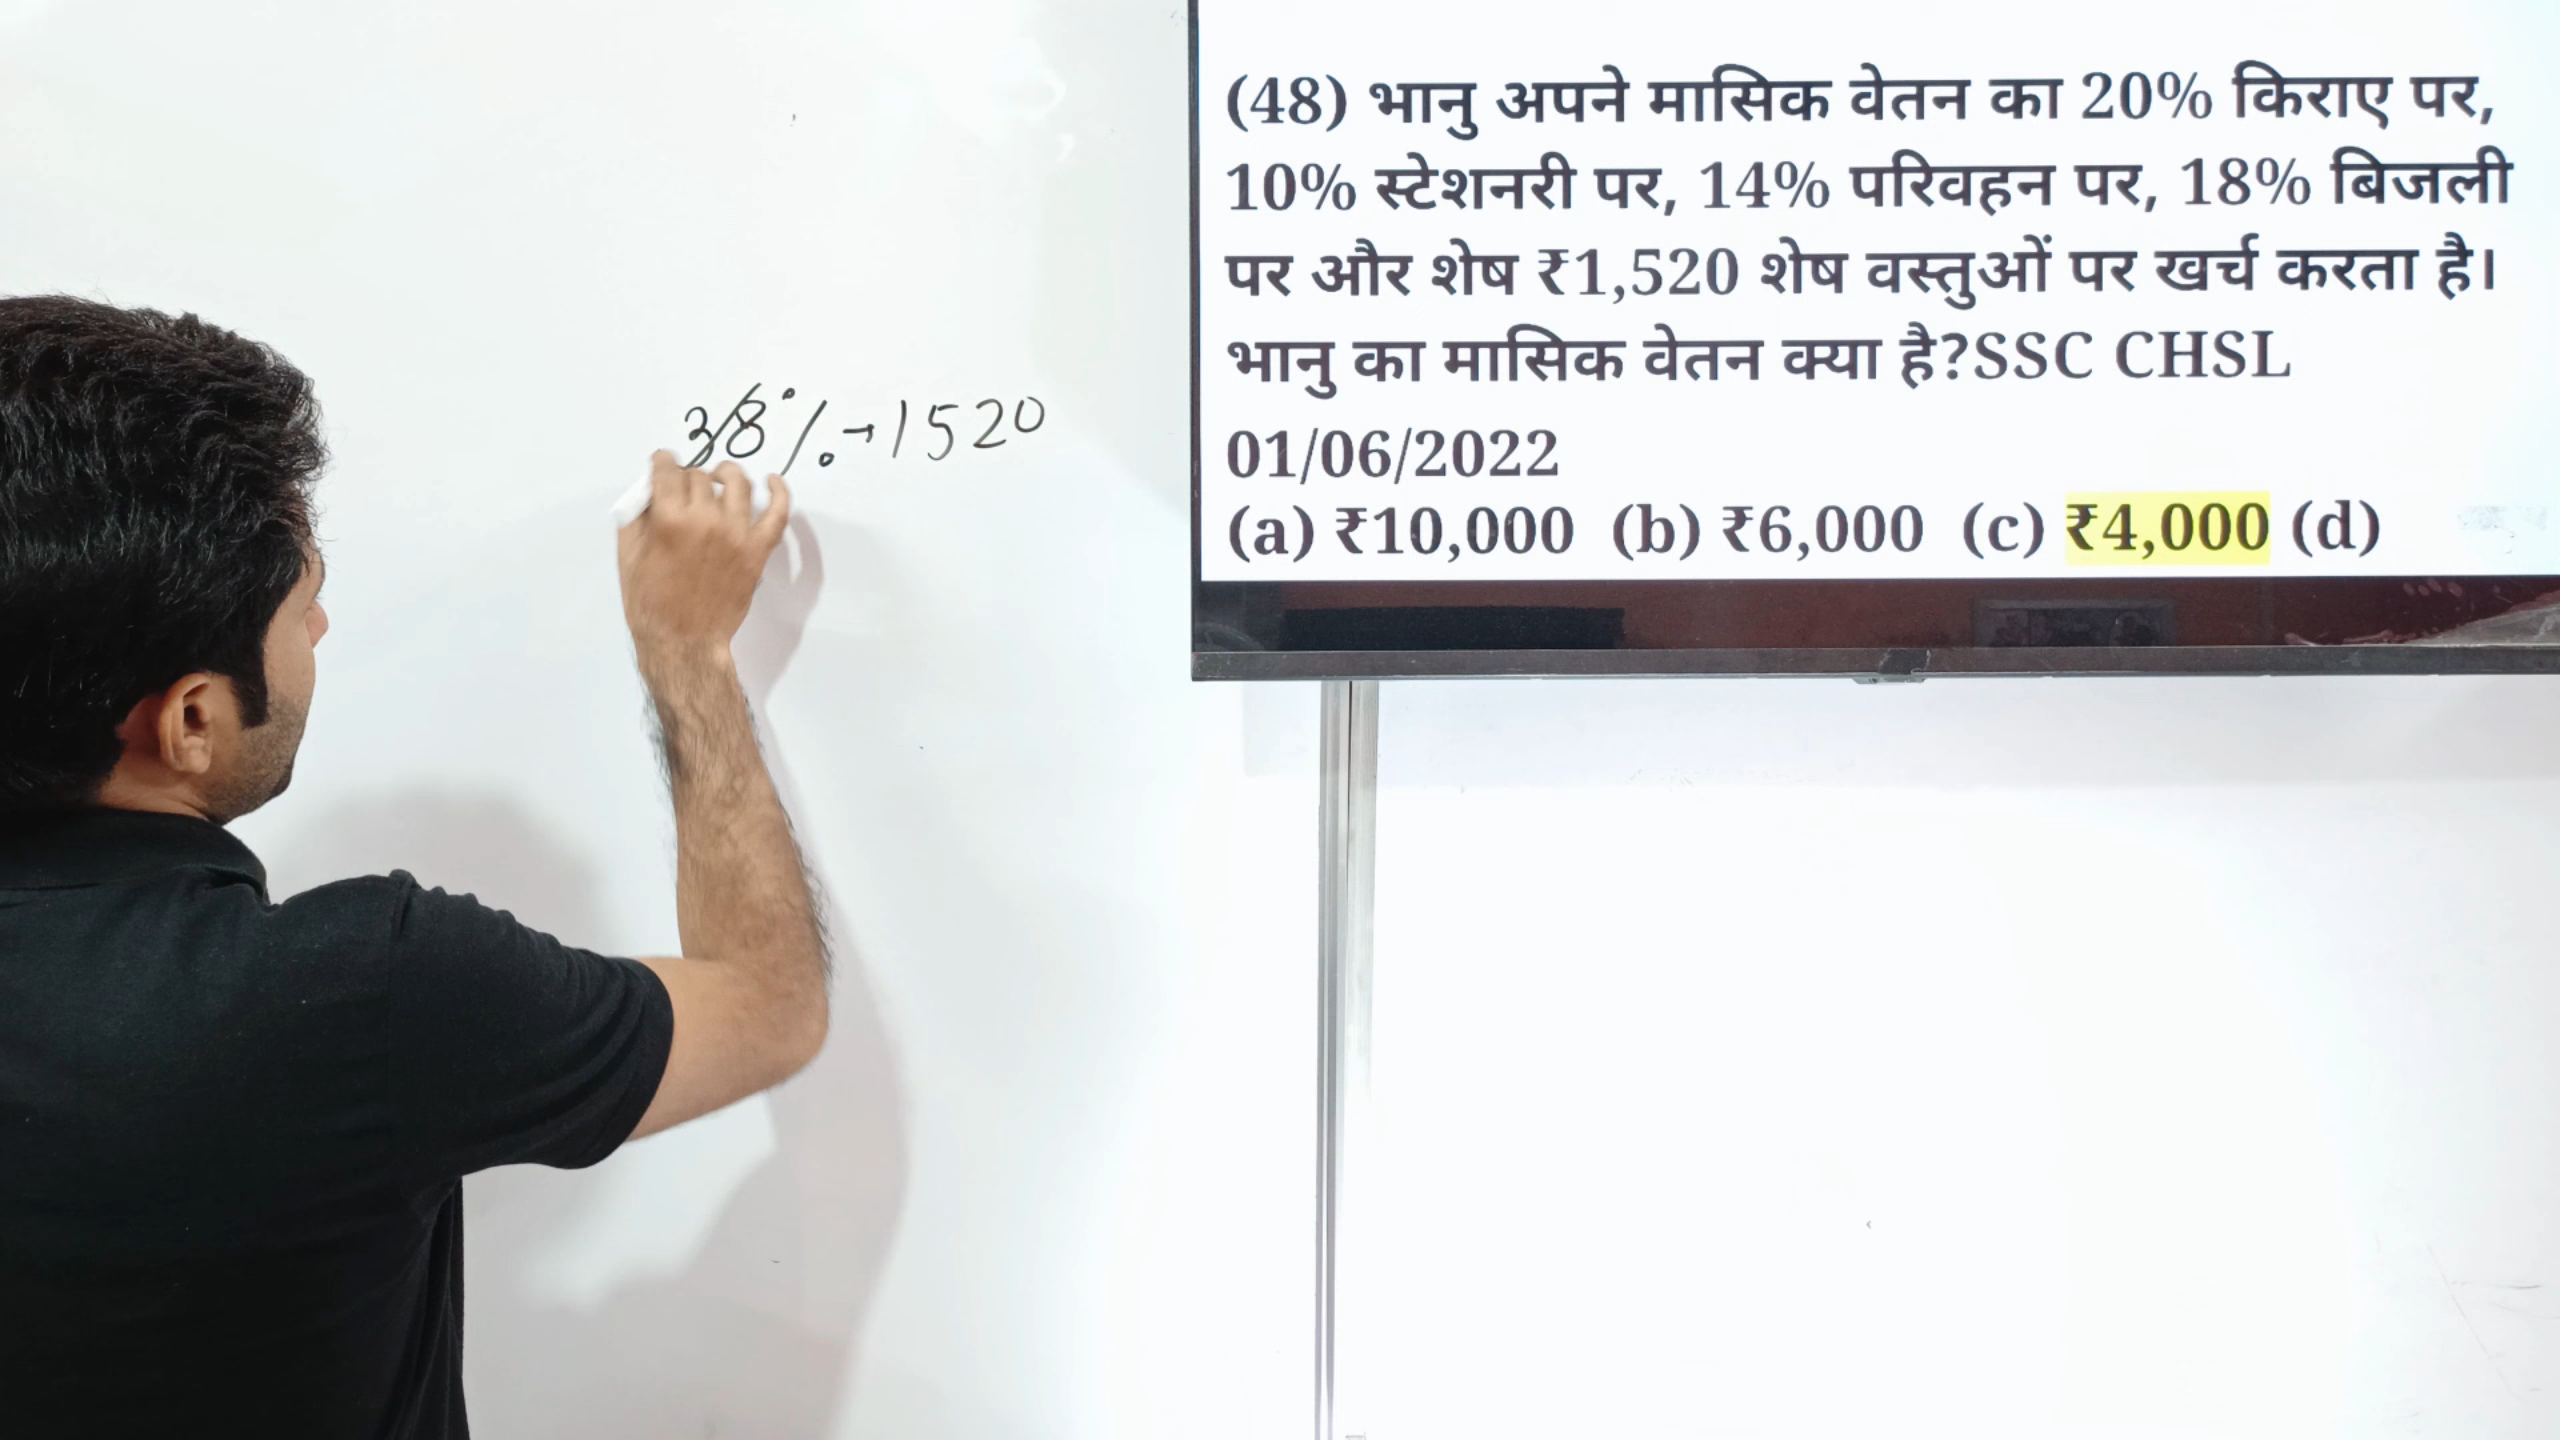 38%→1520
(48) भानु अपने मासिक वेतन का 20% किराए पर,
10% स्टेशनरी पर, 14% परिवहन पर, 18% बिजली
पर और शेष ₹1,520 शेष वस्तुओं पर खर्च करता है।
भानु का मासिक वेतन क्या है?SSC CHSL
01/06/2022
(a) ₹10,000 (b) ₹6,000 (c) ₹4,000 (d)